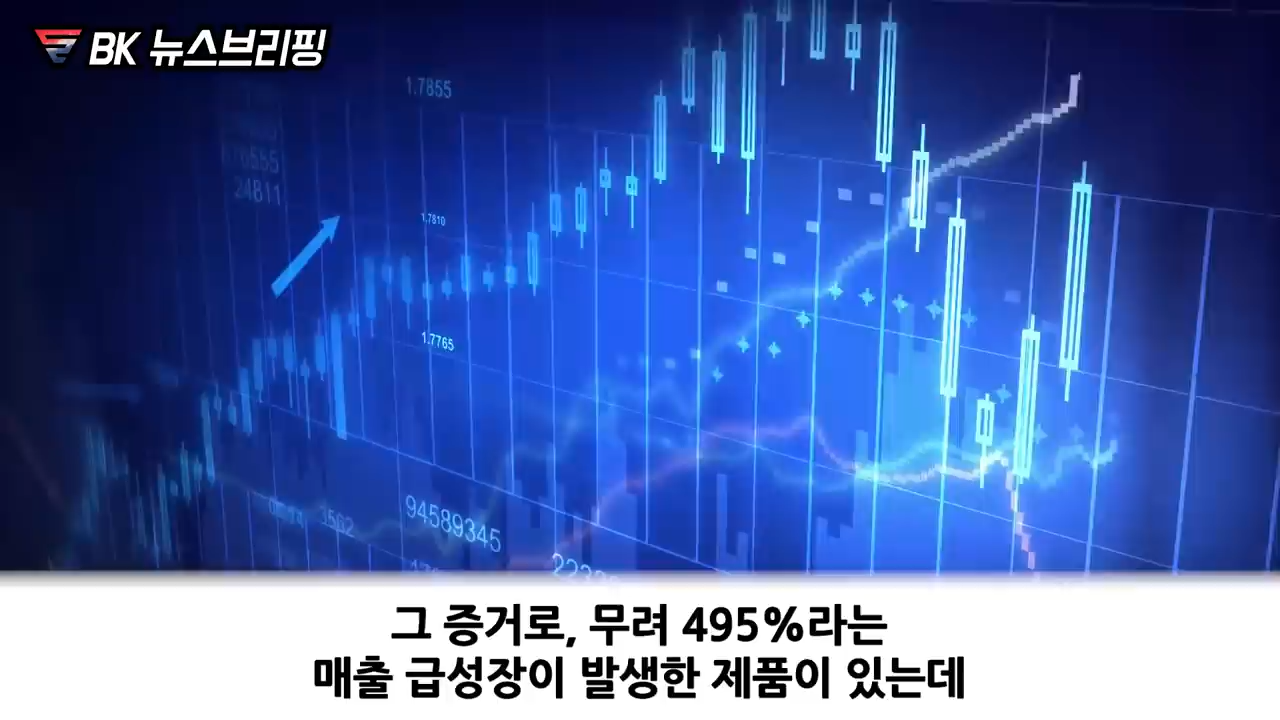 BK 뉴스브리핑
1.7855
24811
1.7810
1.7765
94589345
그 증거로, 무려 495%라는
매출 급성장이 발생한 제품이 있는데